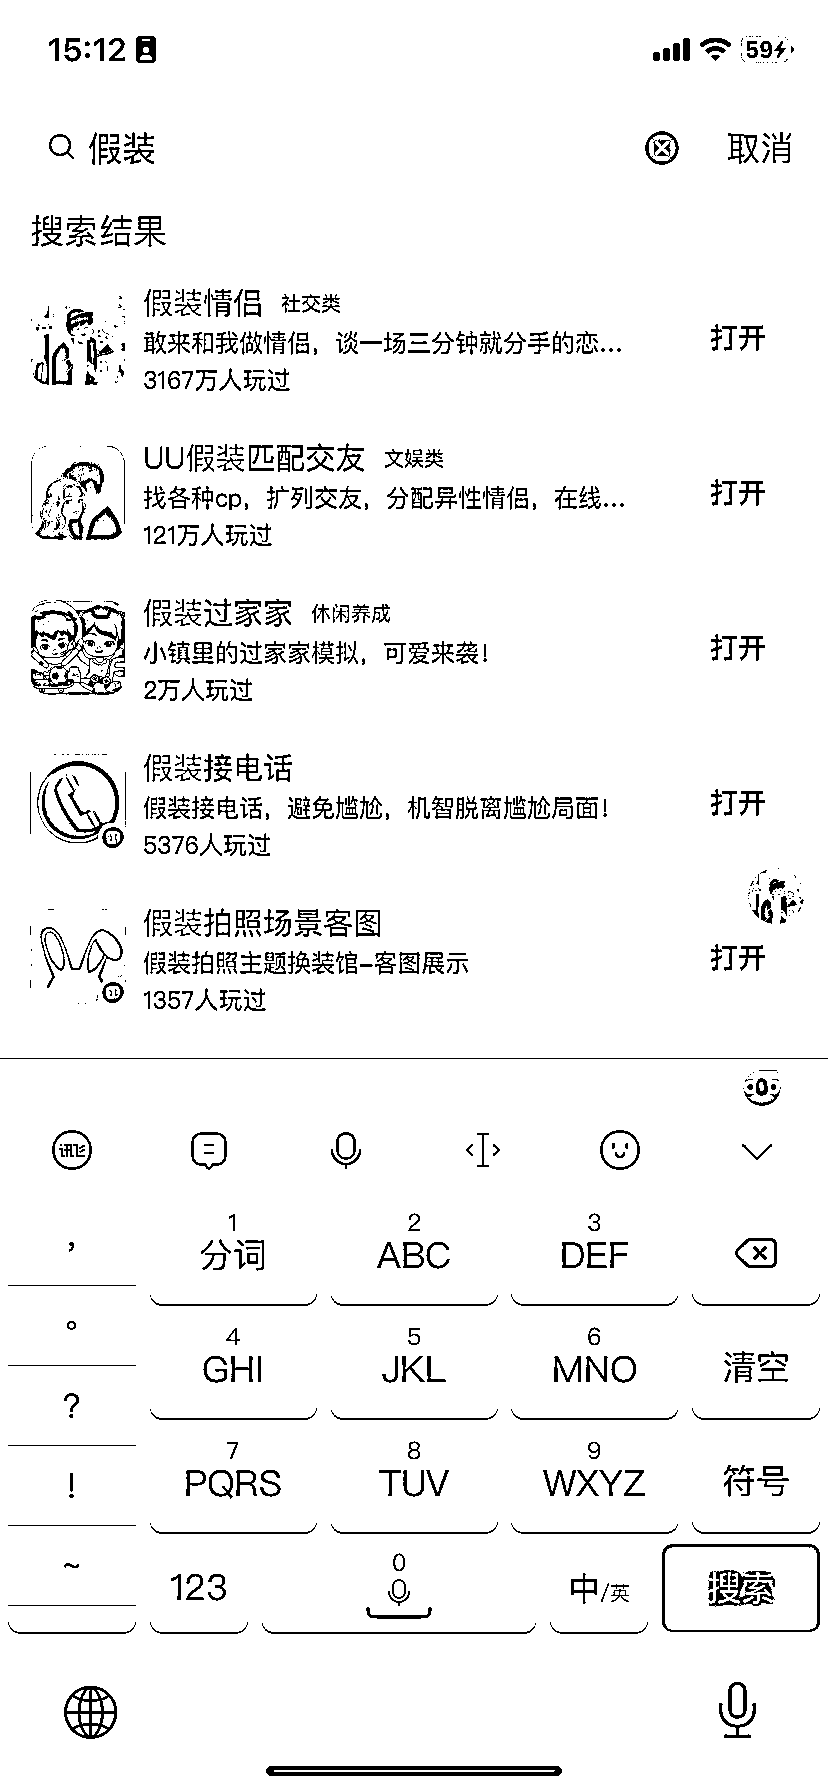 15:12 59
假装 取消
搜索结果
假装情侣 社交类
敢来和我做情侣，谈一场三分钟就分手的恋...
3167万人玩过
打开
UU假装匹配交友 文娱类
找各种cp，扩列交友，分配异性情侣，在线...
121万人玩过
打开
假装过家家 休闲养成
小镇里的过家家模拟，可爱来袭！
2万人玩过
打开
假装接电话
假装接电话，避免尴尬，机智脱离尴尬局面！
5376人玩过
打开
假装拍照场景客图
假装拍照主题换装馆-客图展示
1357人玩过
打开
讯飞
， 1 分词 2 ABC 3 DEF
。 4 GHI 5 JKL 6 MNO 清空
? 7 PQRS 8 TUV 9 WXYZ 符号
!
~ 123 0 中/英 搜索